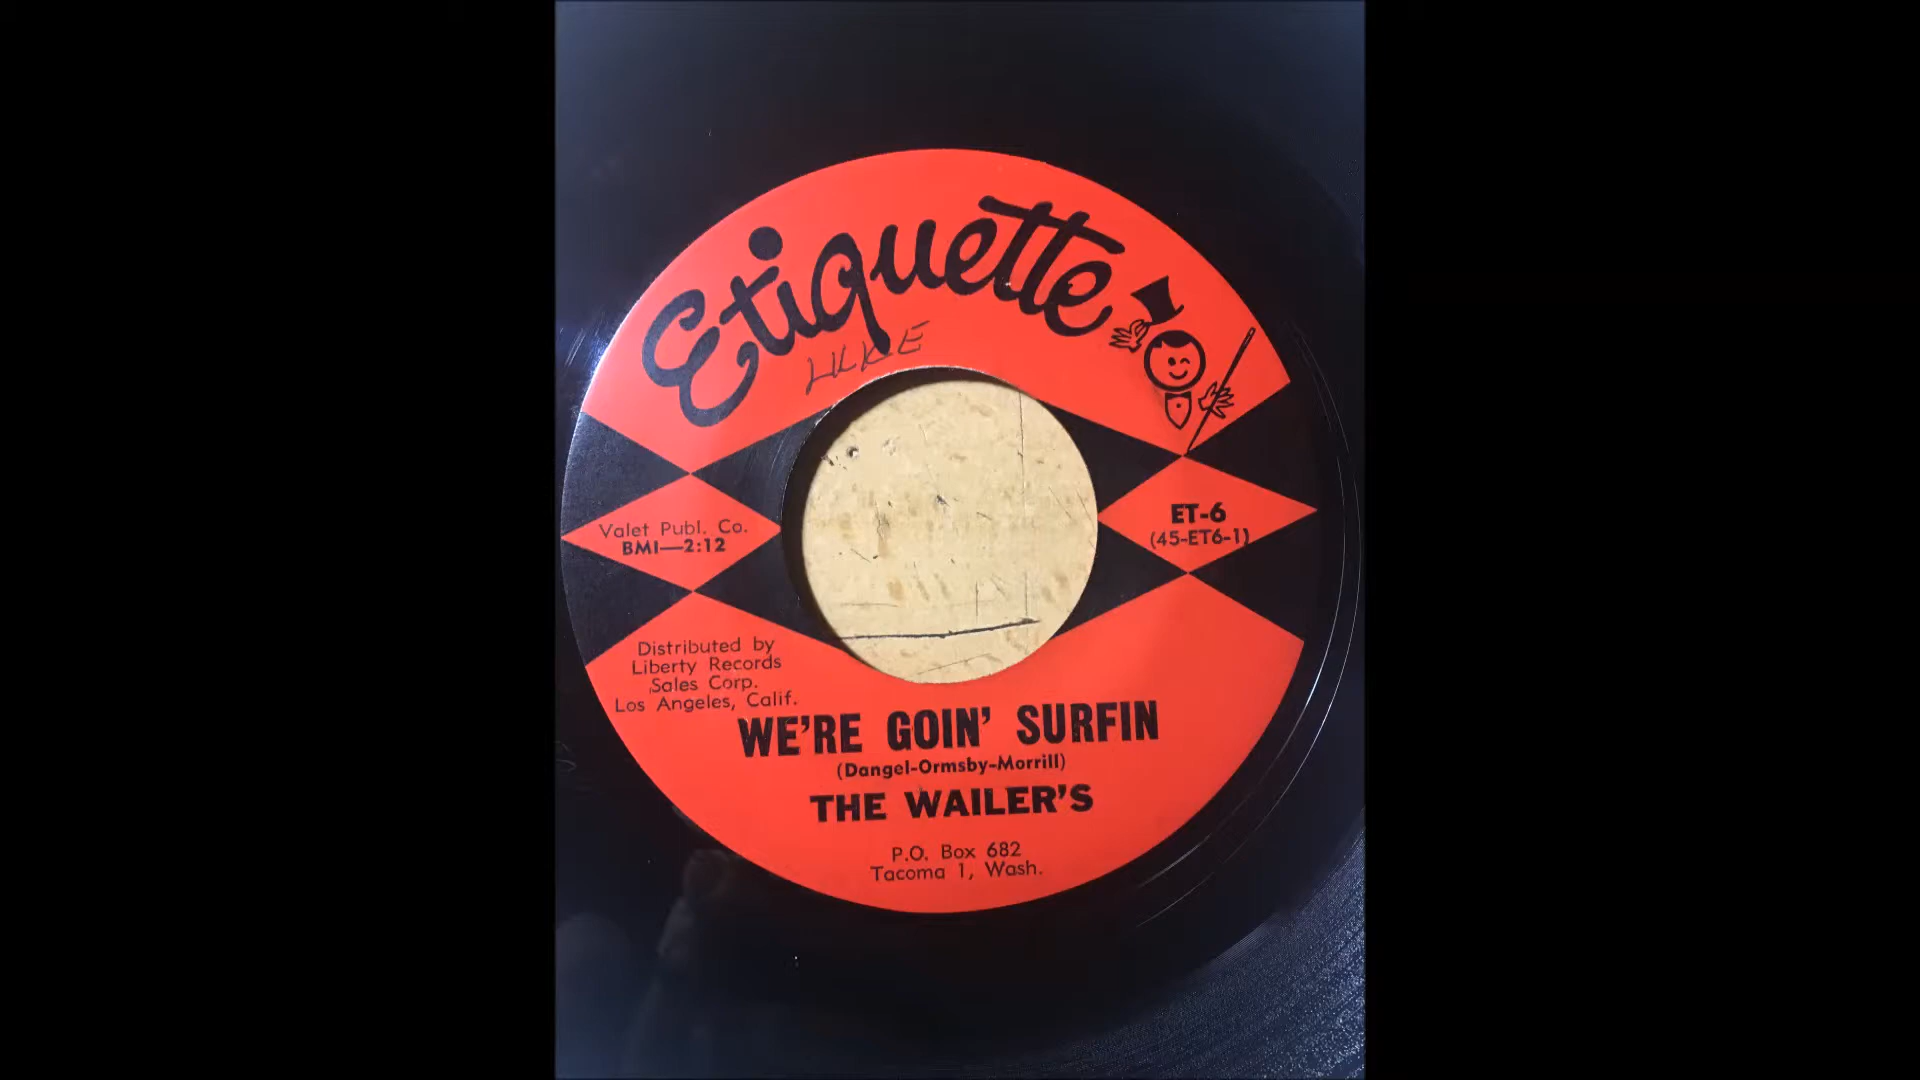 Etiquette
Valet Publ. Co.
BMI—2:12
ET-6
(45-ET6-1)
Distributed by
Liberty Records
Sales Corp.
Los Angeles, Calif.
WE'RE GOIN' SURFIN
(Dangel-Ormsby-Morrill)
THE WAILER'S
P.O. Box 682
Tacoma 1, Wash.